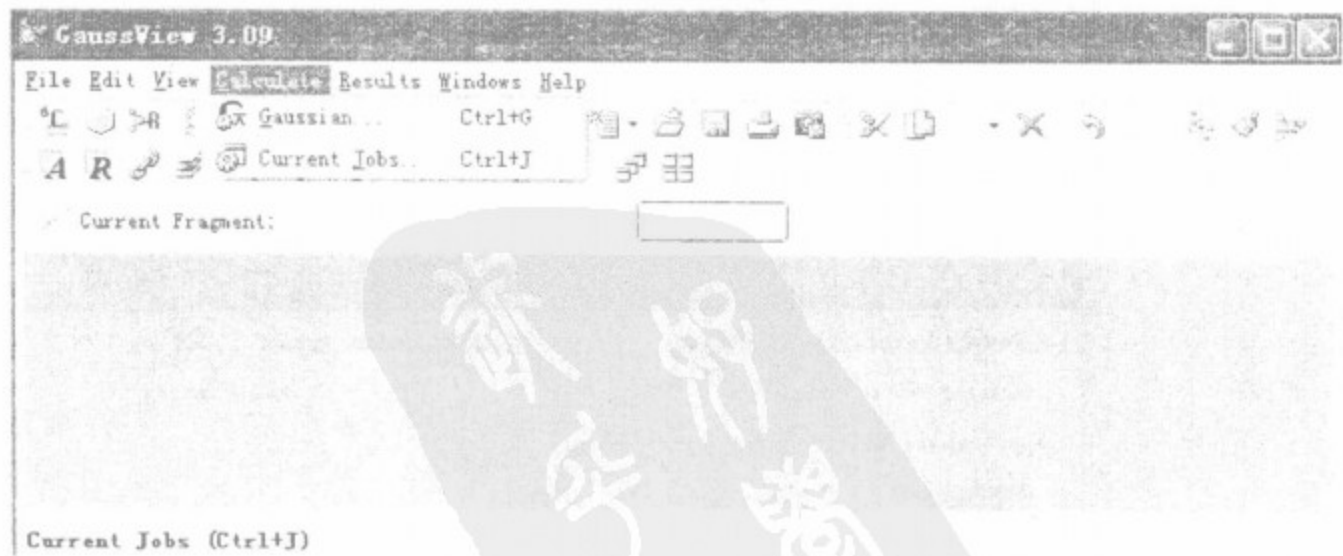 GaussView 3.09
File Edit View Calculate Results Windows Help
Gaussian... Ctrl+G
Current Jobs.. Ctrl+J
A R
Current Fragment:
Current Jobs (Ctrl+J)